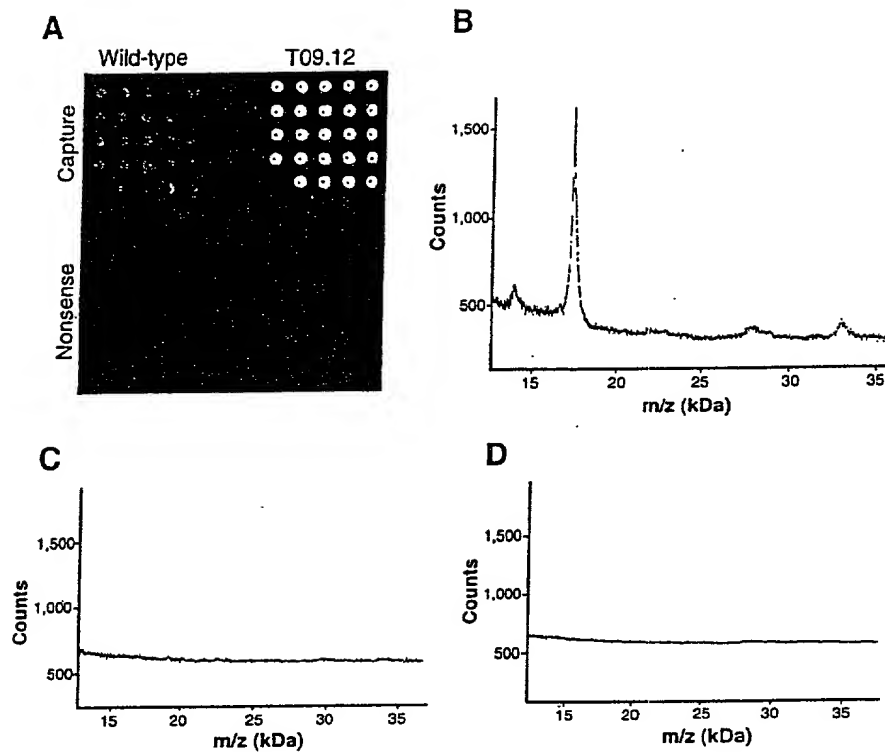 A
Wild-type T09.12
Capture
Nonsense
B
1,500
1,000
500
Counts
15 20 25 30 35
m/z (kDa)
C
1,500
1,000
500
Counts
15 20 25 30 35
m/z (kDa)
D
1,500
1,000
500
Counts
15 20 25 30 35
m/z (kDa)